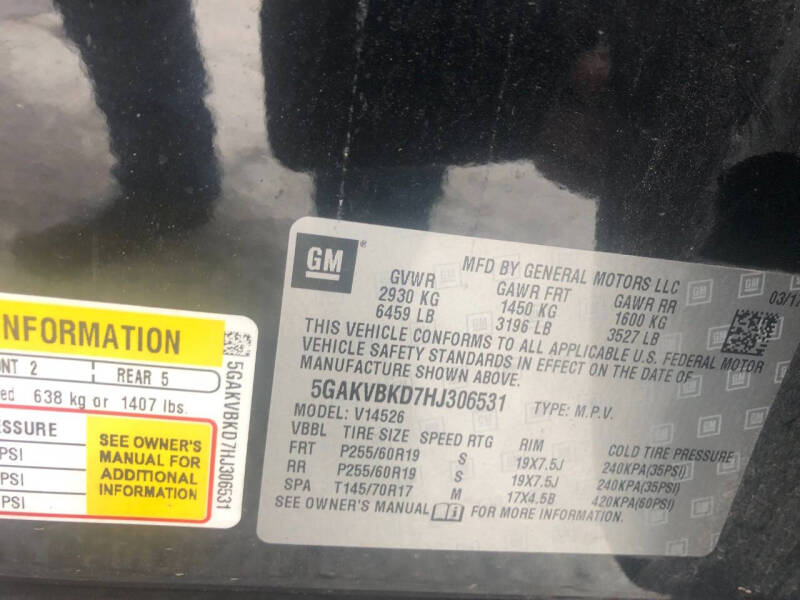 NFORMATION
NT 2 REAR 5
ed 638 kg or 1407 lbs.
ESSURE
PSI
PSI
PSI
SEE OWNER'S
MANUAL FOR
ADDITIONAL
INFORMATION
5GAKVBKD7HJ306531
GM®
MFD BY GENERAL MOTORS LLC
GVWR GAWR FRT GAWR RR
2930 KG 1450 KG 1600 KG
6459 LB 3196 LB 3527 LB
03/17
THIS VEHICLE CONFORMS TO ALL APPLICABLE U.S. FEDERAL MOTOR
VEHICLE SAFETY STANDARDS IN EFFECT ON THE DATE OF
MANUFACTURE SHOWN ABOVE.
5GAKVBKD7HJ306531 TYPE: M.P.V.
MODEL: V14526
VBBL TIRE SIZE SPEED RTG RIM COLD TIRE PRESSURE
FRT P255/60R19 S 19X7.5J 240KPA(35PSI)
RR P255/60R19 S 19X7.5J 240KPA(35PSI)
SPA T145/70R17 M 17X4.5B 420KPA(60PSI)
SEE OWNER'S MANUAL FOR MORE INFORMATION.